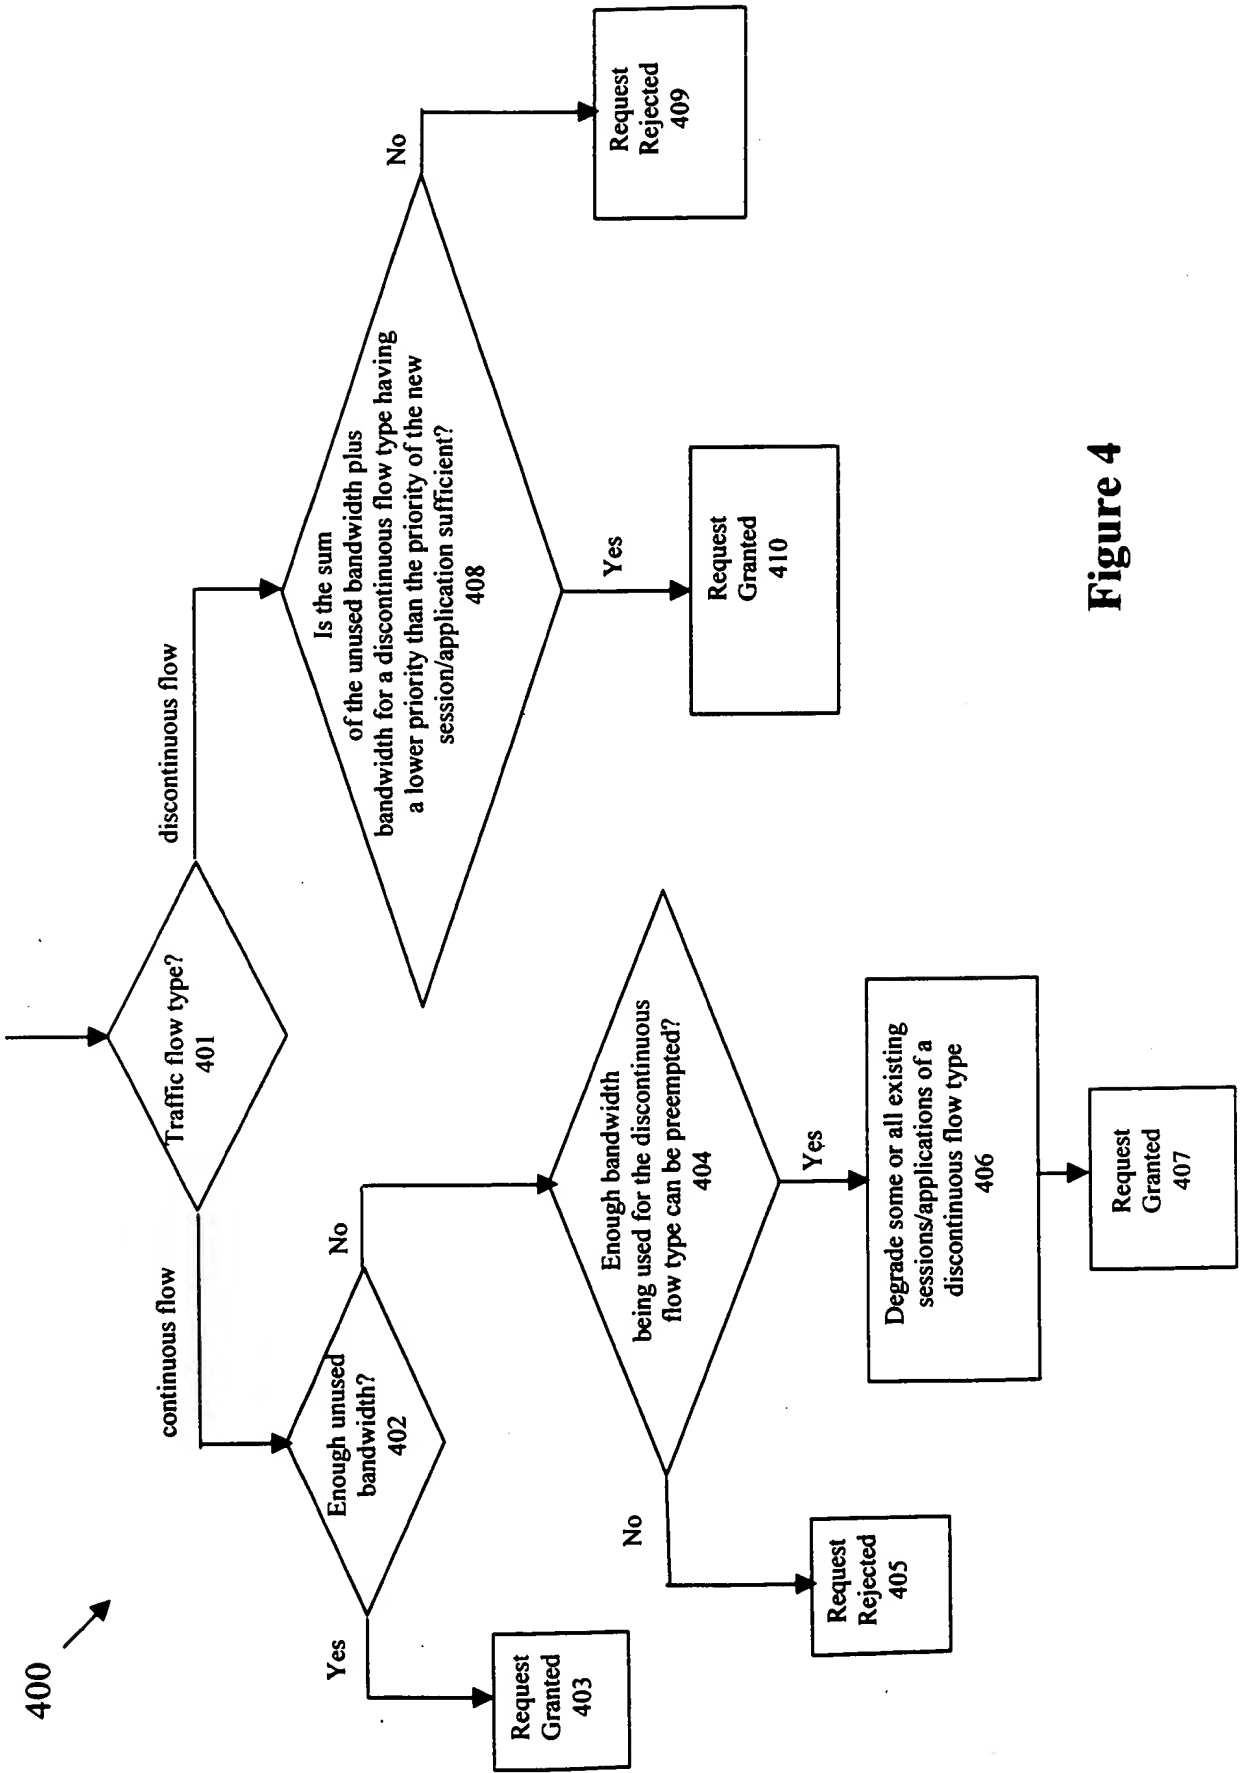 400
Traffic flow type?
401
continuous flow
discontinuous flow
Enough unused
bandwidth?
402
Yes
No
Request
Granted
403
Enough bandwidth
being used for the discontinuous
flow type can be preempted?
404
No
Yes
Request
Rejected
405
Degrade some or all existing
sessions/applications of a
discontinuous flow type
406
Request
Granted
407
Is the sum
of the unused bandwidth plus
bandwidth for a discontinuous flow type having
a lower priority than the priority of the new
session/application sufficient?
408
No
Yes
Request
Rejected
409
Request
Granted
410
Figure 4